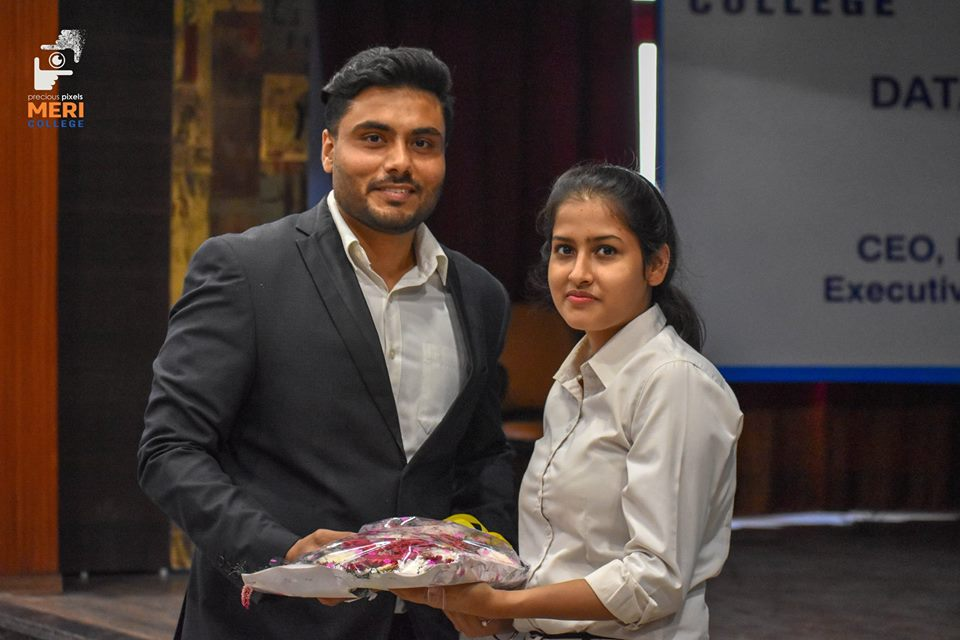 precious pixels
MERI
COLLEGE
COLLEGE
DAT
CEO,
Executiv